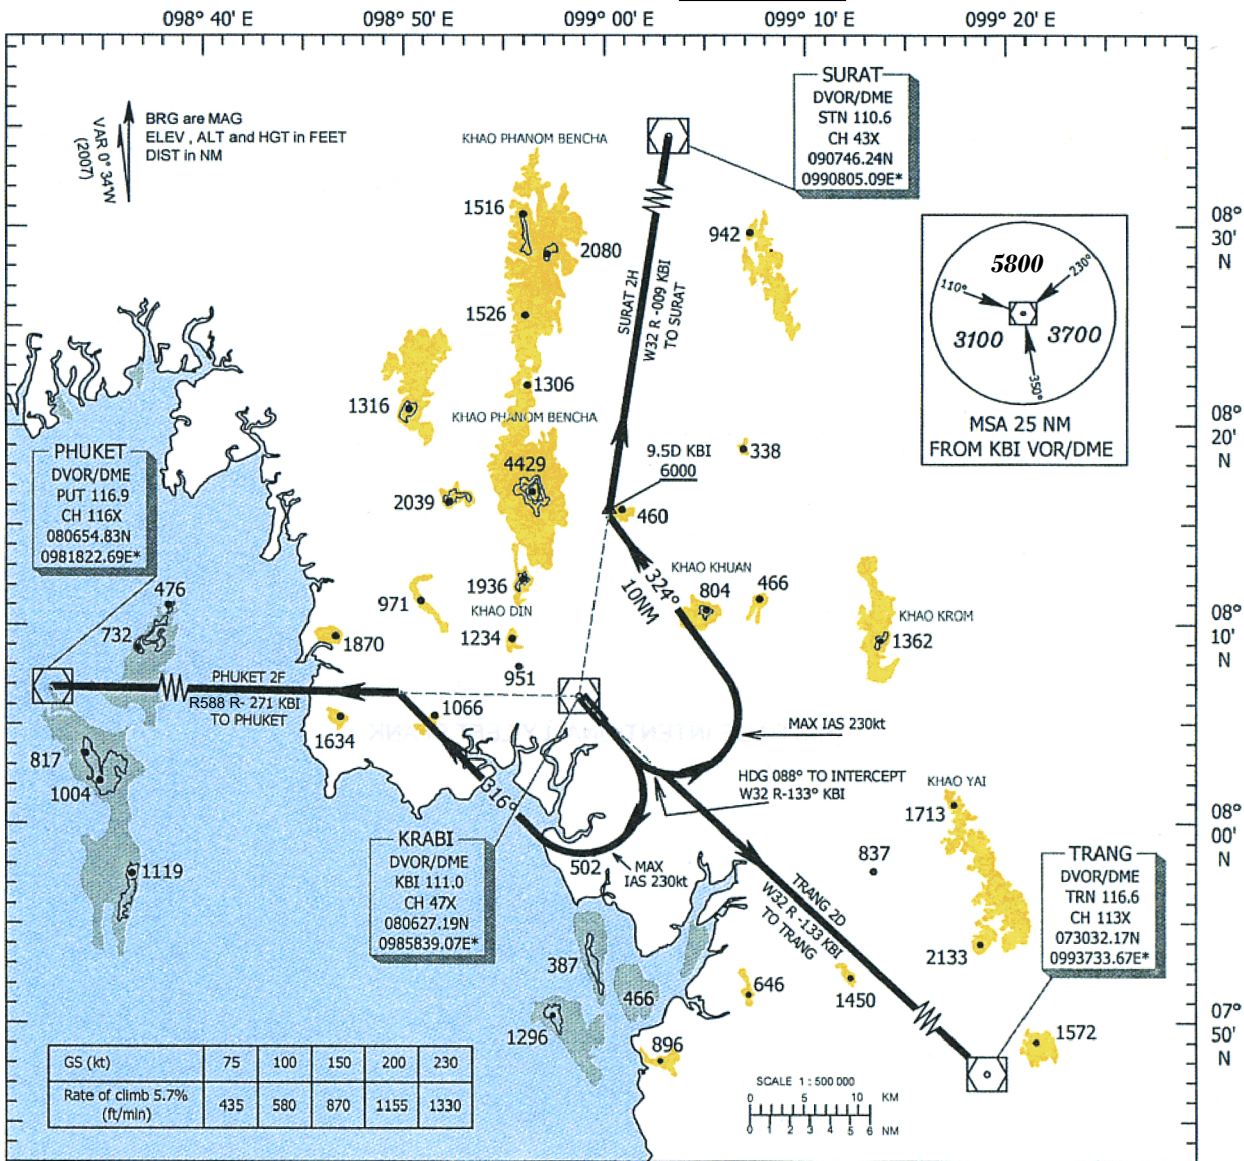 098° 40' E
098° 50' E
099° 00' E
099° 10' E
099° 20' E
BRG are MAG
ELEV , ALT and HGT in FEET
DIST in NM
VAR 0° 34'W
(2007)
KHAO PHANOM BENCHA
1516
2080
1526
1306
1316
KHAO PHANOM BENCHA
4429
2039
1936
KHAO DIN
971
1234
951
1870
1066
1634
SURAT
DVOR/DME
STN 110.6
CH 43X
090746.24N
0990805.09E*
942
SURAT 2H
W32 R -009 KBI
TO SURAT
5800
110°
230°
3100
3700
350°
MSA 25 NM
FROM KBI VOR/DME
08°
30'
N
08°
20'
N
08°
10'
N
08°
00'
N
07°
50'
N
9.5D KBI
6000
338
460
KHAO KHUAN
804
466
324°
10NM
KHAO KROM
1362
PHUKET
DVOR/DME
PUT 116.9
CH 116X
080654.83N
0981822.69E*
476
732
PHUKET 2F
R588 R- 271 KBI
TO PHUKET
817
1004
1119
316°
MAX IAS 230kt
HDG 088° TO INTERCEPT
W32 R-133° KBI
KHAO YAI
1713
837
2133
KRABI
DVOR/DME
KBI 111.0
CH 47X
080627.19N
0985839.07E*
502
MAX
IAS 230kt
TRANG 2D
W32 R -133 KBI
TO TRANG
TRANG
DVOR/DME
TRN 116.6
CH 113X
073032.17N
0993733.67E*
387
466
1296
646
1450
896
1572
GS (kt) 75 100 150 200 230
Rate of climb 5.7%
(ft/min) 435 580 870 1155 1330
SCALE 1 : 500 000
0 5 10 KM
0 1 2 3 4 5 6 NM